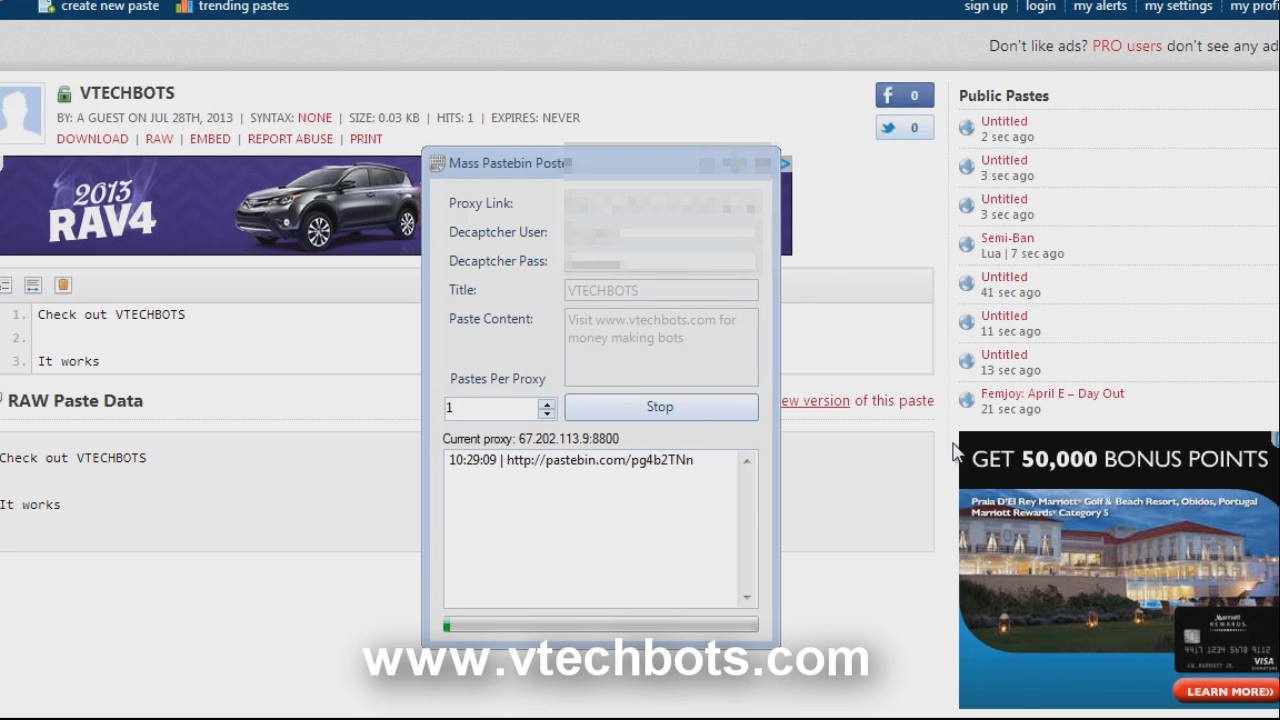 create new paste trending pastes sign up login my alerts my settings my profi
Don't like ads? PRO users don't see any ad
VTECHBOTS
BY: A GUEST ON JUL 28TH, 2013 | SYNTAX: NONE | SIZE: 0.03 KB | HITS: 1 | EXPIRES: NEVER
DOWNLOAD | RAW | EMBED | REPORT ABUSE | PRINT
f 0
0
2013
RAV4
1. Check out VTECHBOTS
2.
3. It works
RAW Paste Data
ew version of this paste
Check out VTECHBOTS
It works
Mass Pastebin Poste
Proxy Link:
Decaptcher User:
Decaptcher Pass:
Title: VTECHBOTS
Paste Content: Visit www.vtechbots.com for
money making bots
Pastes Per Proxy
1 Stop
Current proxy: 67.202.113.9:8800
10:29:09 | http://pastebin.com/pg4b2TNn
Public Pastes
Untitled
2 sec ago
Untitled
3 sec ago
Untitled
3 sec ago
Semi-Ban
Lua | 7 sec ago
Untitled
41 sec ago
Untitled
11 sec ago
Untitled
13 sec ago
Femjoy: April E – Day Out
21 sec ago
GET 50,000 BONUS POINTS
Praia D'El Rey Marriott® Golf & Beach Resort, Obidos, Portugal
Marriott Rewards® Category 5
Marriott
REWARDS
4417 1234 5678 9112
VISA
SIGNATURE
LEARN MORE»
www.vtechbots.com